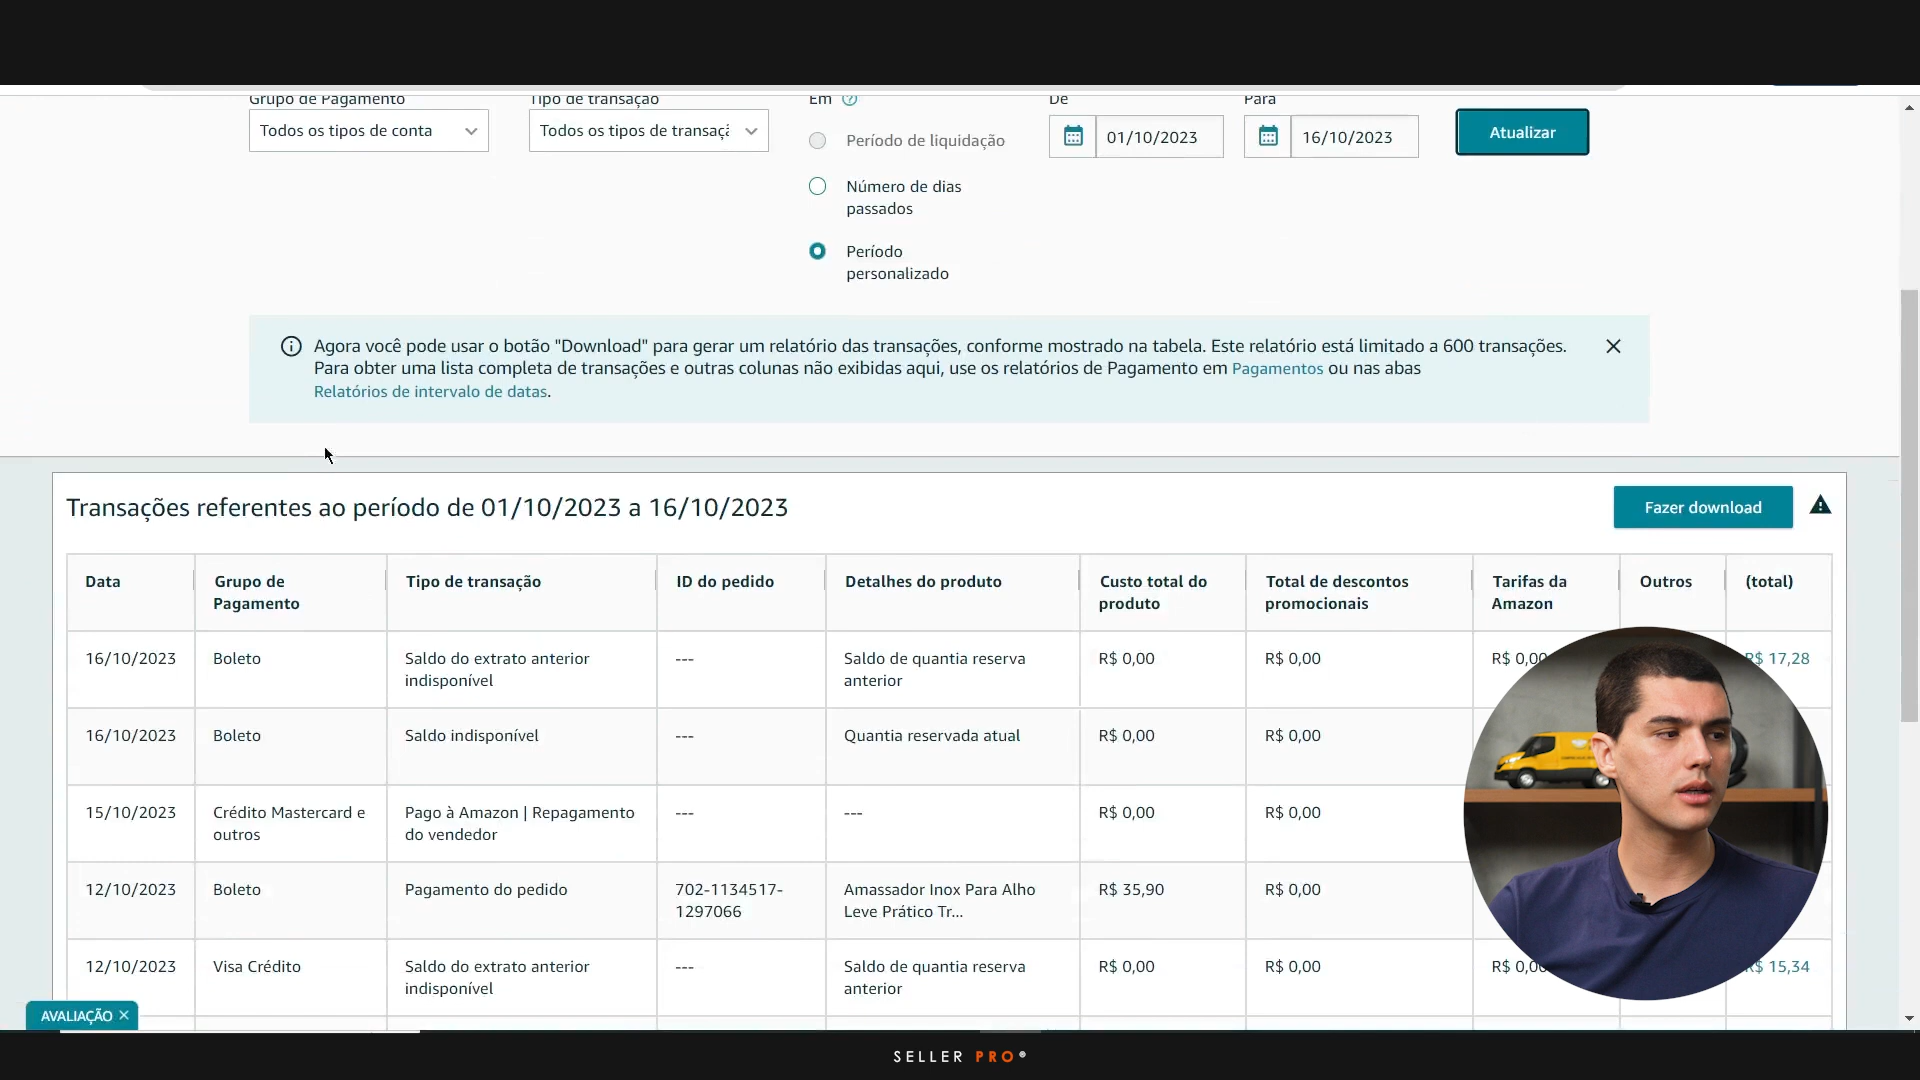 Grupo de Pagamento
Tipo de transação
Em
De
Para
Todos os tipos de conta
Todos os tipos de transaçã
Período de liquidação
01/10/2023
16/10/2023
Atualizar
Número de dias
passados
Período
personalizado
Agora você pode usar o botão "Download" para gerar um relatório das transações, conforme mostrado na tabela. Este relatório está limitado a 600 transações.
Para obter uma lista completa de transações e outras colunas não exibidas aqui, use os relatórios de Pagamento em Pagamentos ou nas abas
Relatórios de intervalo de datas.
Transações referentes ao período de 01/10/2023 a 16/10/2023
Fazer download
Data
Grupo de
Pagamento
Tipo de transação
ID do pedido
Detalhes do produto
Custo total do
produto
Total de descontos
promocionais
Tarifas da
Amazon
Outros
(total)
16/10/2023
Boleto
Saldo do extrato anterior
indisponível
---
Saldo de quantia reserva
anterior
R$ 0,00
R$ 0,00
R$ 0,00
R$ 17,28
16/10/2023
Boleto
Saldo indisponível
---
Quantia reservada atual
R$ 0,00
R$ 0,00
15/10/2023
Crédito Mastercard e
outros
Pago à Amazon | Repagamento
do vendedor
---
---
R$ 0,00
R$ 0,00
12/10/2023
Boleto
Pagamento do pedido
702-1134517-
1297066
Amassador Inox Para Alho
Leve Prático Tr...
R$ 35,90
R$ 0,00
12/10/2023
Visa Crédito
Saldo do extrato anterior
indisponível
---
Saldo de quantia reserva
anterior
R$ 0,00
R$ 0,00
R$ 0,00
R$ 15,34
AVALIAÇÃO
SELLER PRO®